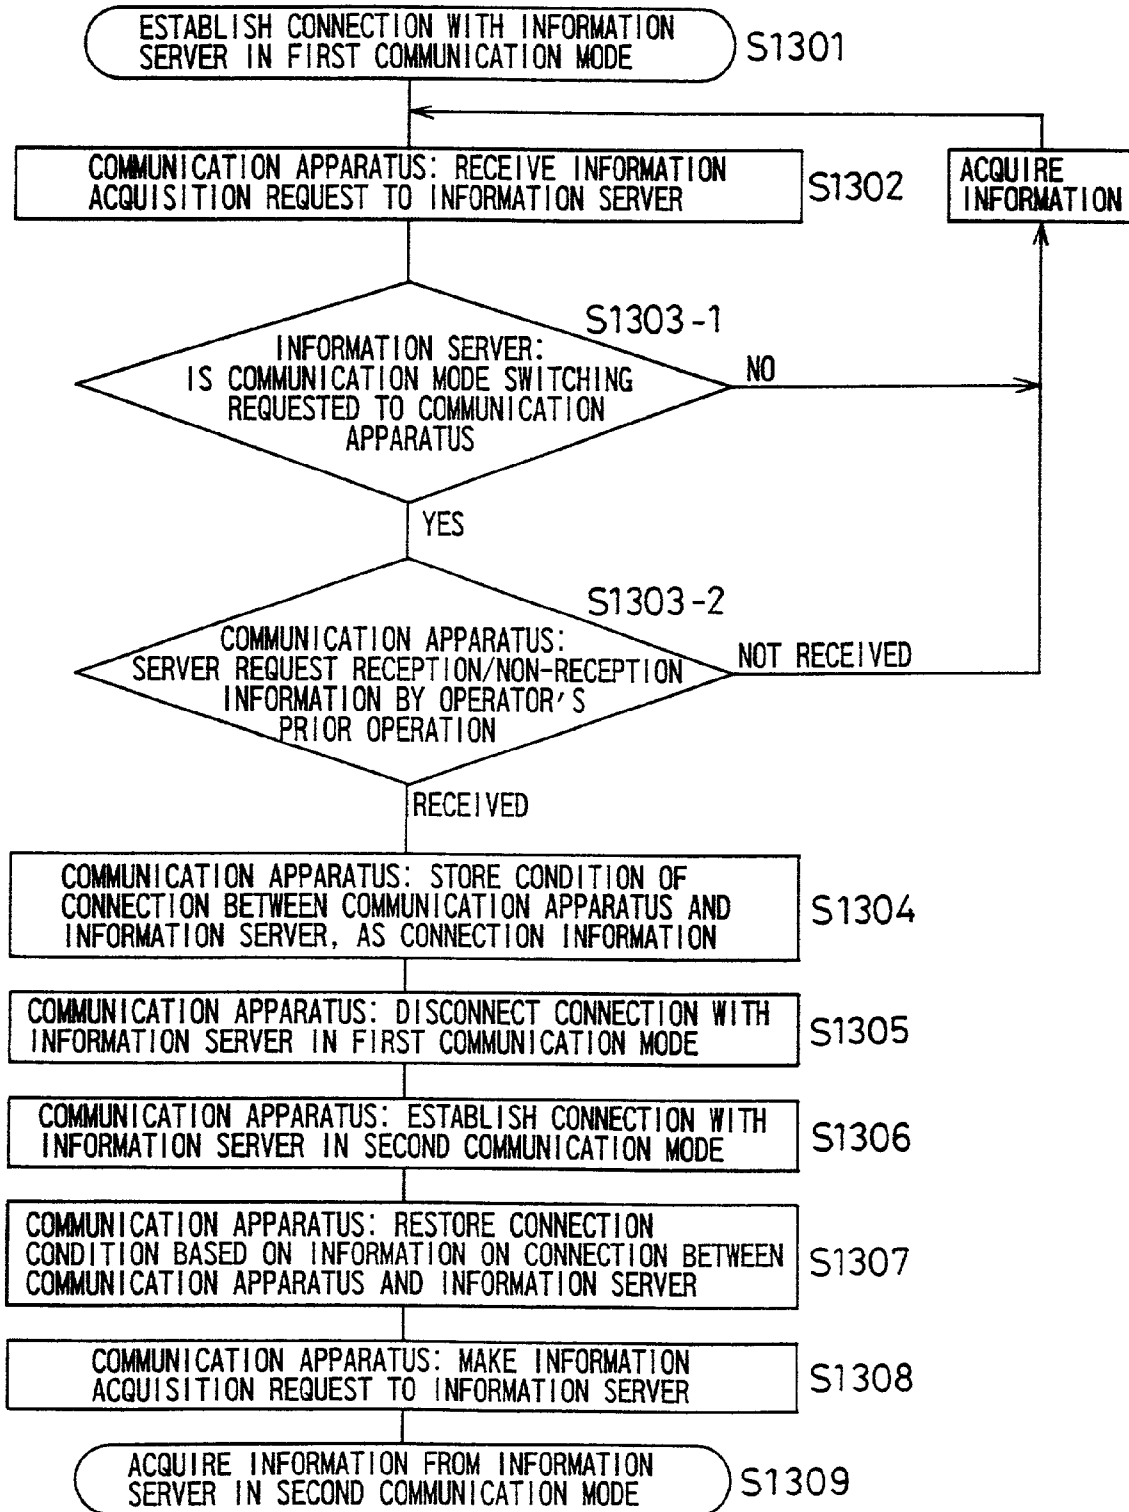 ESTABLISH CONNECTION WITH INFORMATION
SERVER IN FIRST COMMUNICATION MODE
S1301
COMMUNICATION APPARATUS: RECEIVE INFORMATION
ACQUISITION REQUEST TO INFORMATION SERVER
S1302
ACQUIRE
INFORMATION
S1303-1
INFORMATION SERVER:
IS COMMUNICATION MODE SWITCHING
REQUESTED TO COMMUNICATION
APPARATUS
NO
YES
S1303-2
COMMUNICATION APPARATUS:
SERVER REQUEST RECEPTION/NON-RECEPTION
INFORMATION BY OPERATOR'S
PRIOR OPERATION
NOT RECEIVED
RECEIVED
COMMUNICATION APPARATUS: STORE CONDITION OF
CONNECTION BETWEEN COMMUNICATION APPARATUS AND
INFORMATION SERVER, AS CONNECTION INFORMATION
S1304
COMMUNICATION APPARATUS: DISCONNECT CONNECTION WITH
INFORMATION SERVER IN FIRST COMMUNICATION MODE
S1305
COMMUNICATION APPARATUS: ESTABLISH CONNECTION WITH
INFORMATION SERVER IN SECOND COMMUNICATION MODE
S1306
COMMUNICATION APPARATUS: RESTORE CONNECTION
CONDITION BASED ON INFORMATION ON CONNECTION BETWEEN
COMMUNICATION APPARATUS AND INFORMATION SERVER
S1307
COMMUNICATION APPARATUS: MAKE INFORMATION
ACQUISITION REQUEST TO INFORMATION SERVER
S1308
ACQUIRE INFORMATION FROM INFORMATION
SERVER IN SECOND COMMUNICATION MODE
S1309